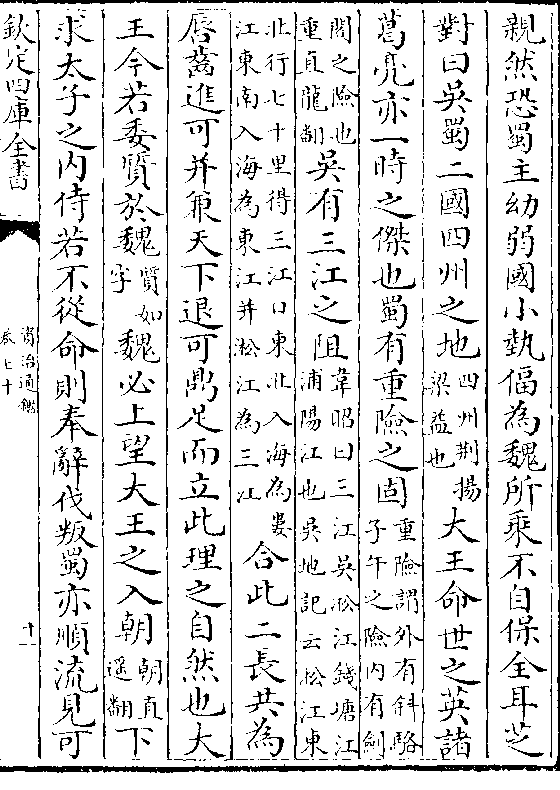 親然恐蜀主幼弱國小埶偪為魏所乘不自保全耳芝
對曰吳蜀二國四州之地四州荆揚梁益也大王命世之英諸
葛亮亦一時之傑也蜀有重險之固重險謂外有斜駱子午之險内有劍
閣之險也重直龍翻吳有三江之阻韋昭曰三江吳淞江錢塘江浦陽江也吳地記云松江東
北行七十里得三江口東北入海為婁江東南入海為東江并淞江為三江合此二長共為
唇齒進可并兼天下退可鼎足而立此理之自然也大
王今若委質於魏質如字魏必上望大王之入朝朝直遥翻下
求太子之内侍若不從命則奉辭伐叛蜀亦順流見可
欽定四庫全書
資治通鑑
卷七十
十一